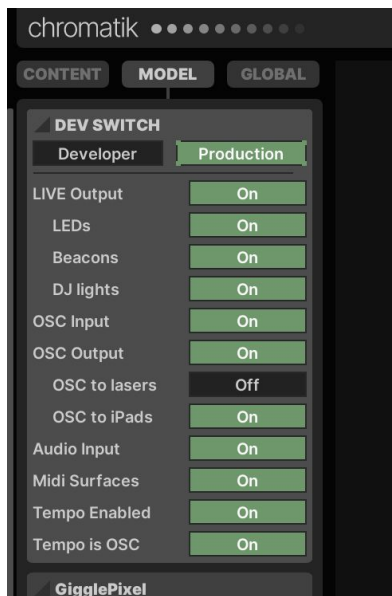 chromatik
CONTENT MODEL GLOBAL
DEV SWITCH
Developer Production
LIVE Output On
LEDs On
Beacons On
DJ lights On
OSC Input On
OSC Output On
OSC to lasers Off
OSC to iPads On
Audio Input On
Midi Surfaces On
Tempo Enabled On
Tempo is OSC On
GigglePixel